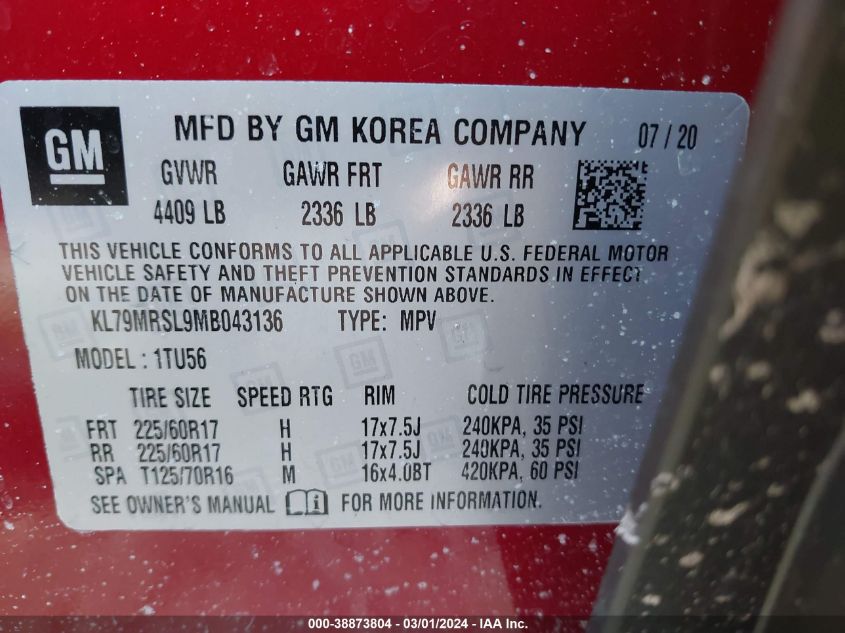 GM MFD BY GM KOREA COMPANY 07 / 20
GVWR GAWR FRT GAWR RR
4409 LB 2336 LB 2336 LB
THIS VEHICLE CONFORMS TO ALL APPLICABLE U.S. FEDERAL MOTOR
VEHICLE SAFETY AND THEFT PREVENTION STANDARDS IN EFFECT
ON THE DATE OF MANUFACTURE SHOWN ABOVE.
KL79MRSL9MB043136 TYPE: MPV
MODEL: 1TU56
TIRE SIZE SPEED RTG RIM COLD TIRE PRESSURE
FRT 225/60R17 H 17x7.5J 240KPA, 35 PSI
RR 225/60R17 H 17x7.5J 240KPA, 35 PSI
SPA T125/70R16 M 16x4.0BT 420KPA, 60 PSI
SEE OWNER'S MANUAL FOR MORE INFORMATION.
000-38873804 - 03/01/2024 - IAA Inc.